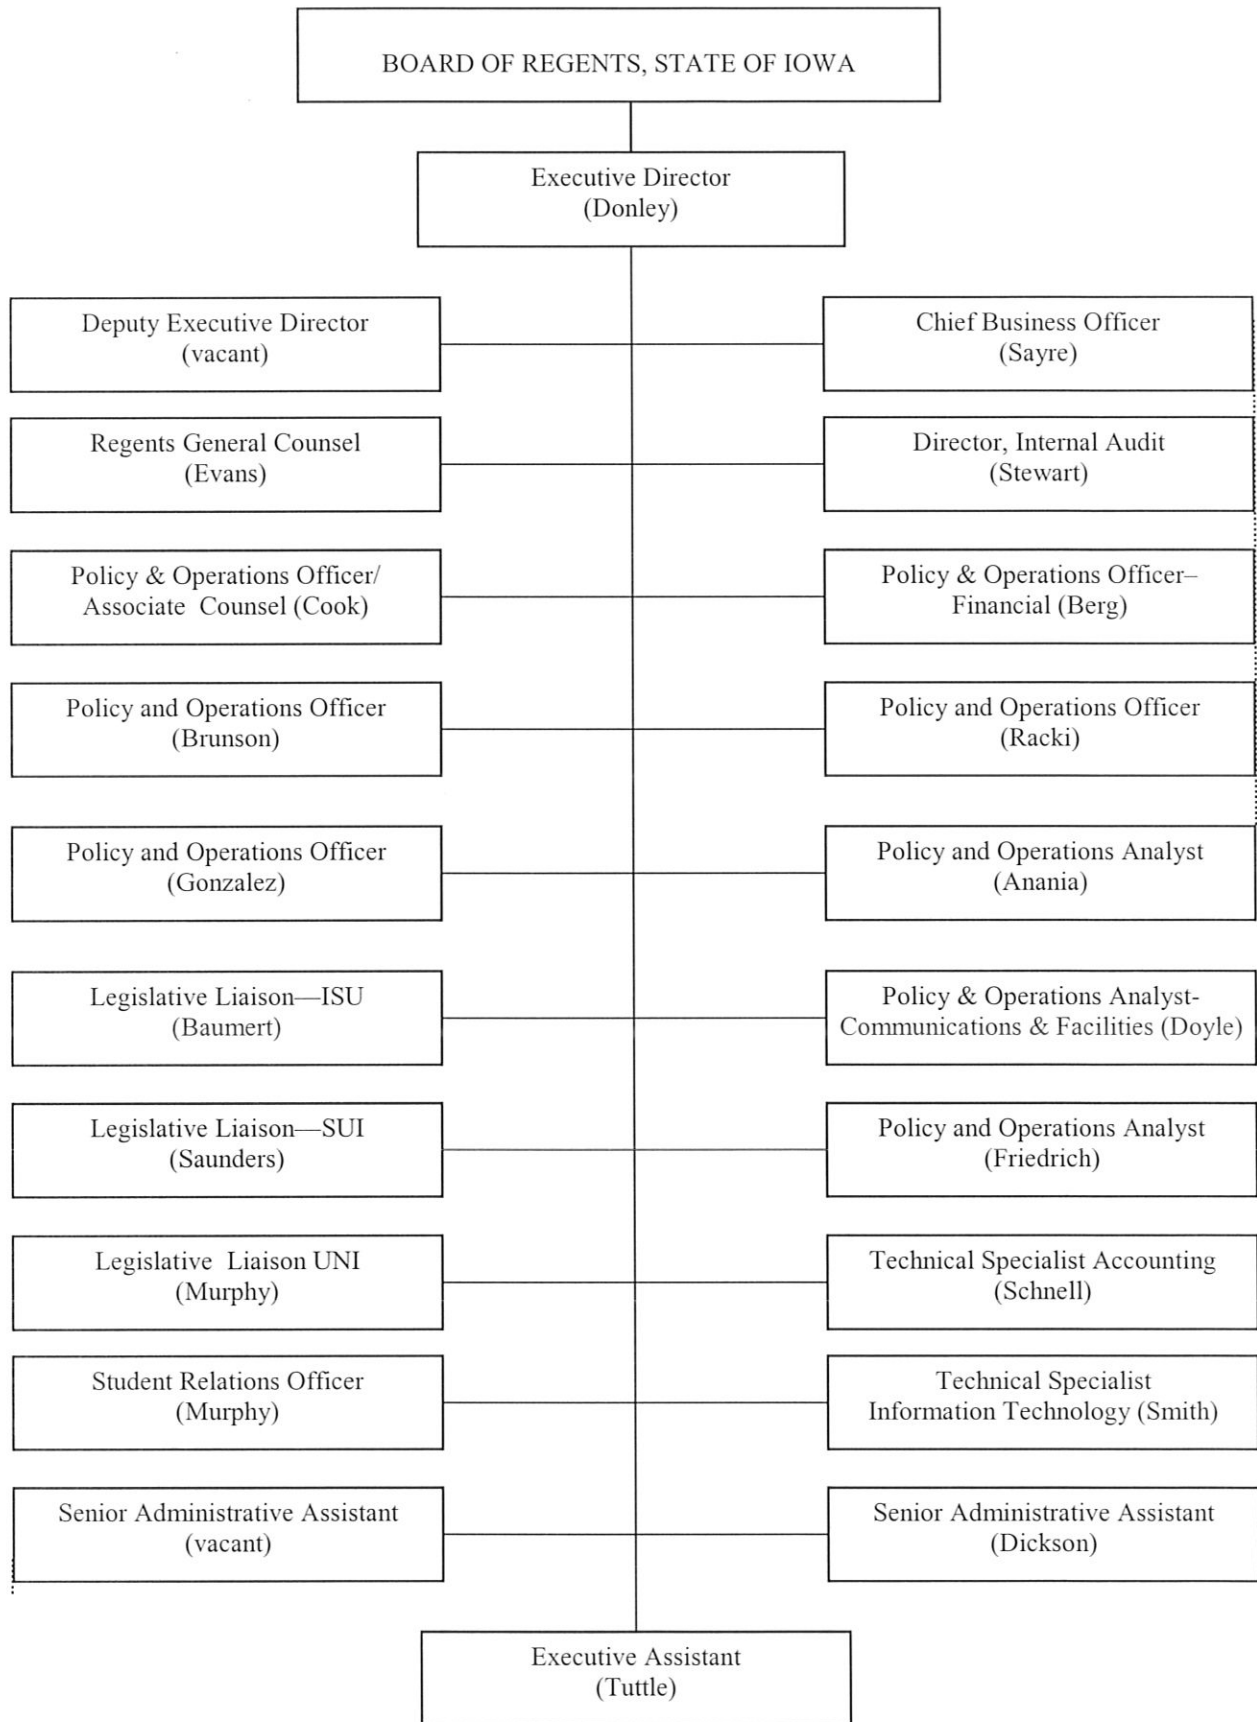 BOARD OF REGENTS, STATE OF IOWA
Executive Director
(Donley)
Deputy Executive Director
(vacant)
Chief Business Officer
(Sayre)
Regents General Counsel
(Evans)
Director, Internal Audit
(Stewart)
Policy & Operations Officer/
Associate Counsel (Cook)
Policy & Operations Officer–
Financial (Berg)
Policy and Operations Officer
(Brunson)
Policy and Operations Officer
(Racki)
Policy and Operations Officer
(Gonzalez)
Policy and Operations Analyst
(Anania)
Legislative Liaison—ISU
(Baumert)
Policy & Operations Analyst-
Communications & Facilities (Doyle)
Legislative Liaison—SUI
(Saunders)
Policy and Operations Analyst
(Friedrich)
Legislative Liaison UNI
(Murphy)
Technical Specialist Accounting
(Schnell)
Student Relations Officer
(Murphy)
Technical Specialist
Information Technology (Smith)
Senior Administrative Assistant
(vacant)
Senior Administrative Assistant
(Dickson)
Executive Assistant
(Tuttle)